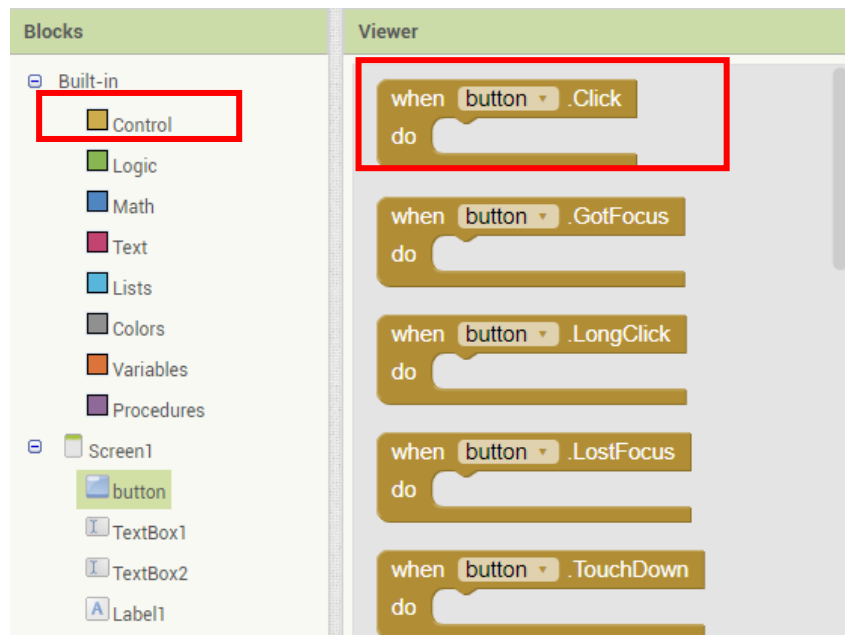 Blocks
Built-in
Control
Logic
Math
Text
Lists
Colors
Variables
Procedures
Screen1
button
TextBox1
TextBox2
Label1
Viewer
when button .Click
do
when button .GotFocus
do
when button .LongClick
do
when button .LostFocus
do
when button .TouchDown
do